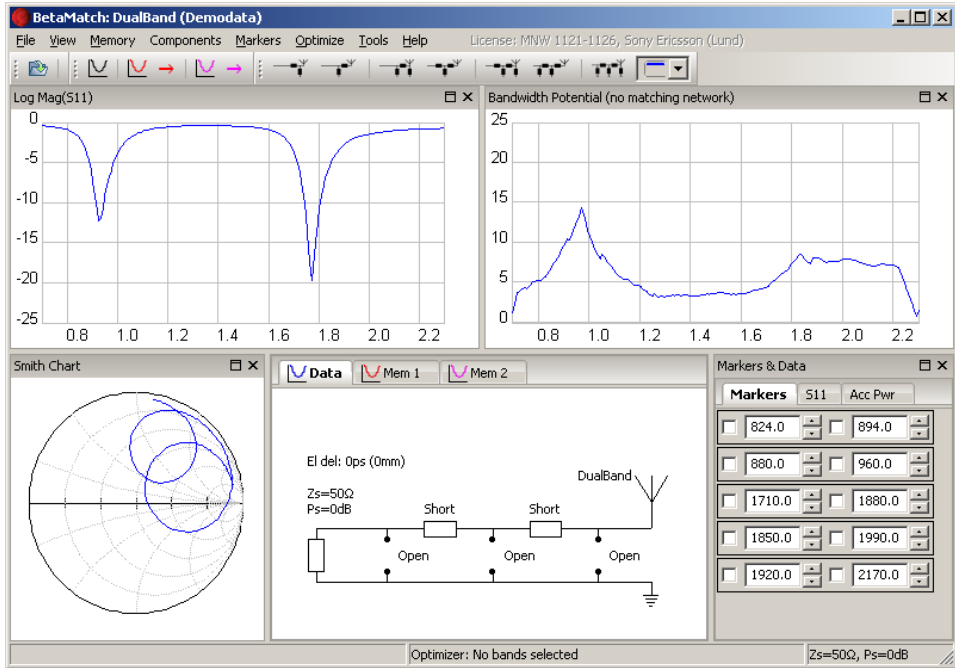 BetaMatch: DualBand (Demodata)
File View Memory Components Markers Optimize Tools Help License: MNW 1121-1126, Sony Ericsson (Lund)
Log Mag(S11)
0
-5
-10
-15
-20
-25
0.8 1.0 1.2 1.4 1.6 1.8 2.0 2.2
Bandwidth Potential (no matching network)
25
20
15
10
5
0
0.8 1.0 1.2 1.4 1.6 1.8 2.0 2.2
Smith Chart
Data Mem 1 Mem 2
El del: 0ps (0mm)
DualBand
Zs=50Ω
Ps=0dB
Short Short
Open Open Open
Markers & Data
Markers S11 Acc Pwr
824.0 894.0
880.0 960.0
1710.0 1880.0
1850.0 1990.0
1920.0 2170.0
Optimizer: No bands selected
Zs=50Ω, Ps=0dB